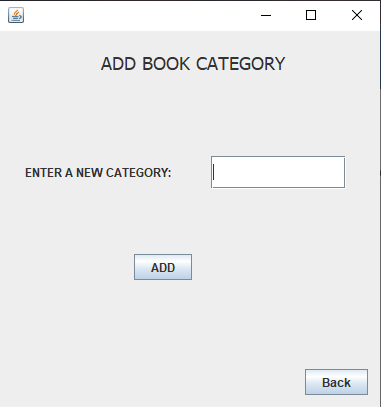 ADD BOOK CATEGORY
ENTER A NEW CATEGORY:
ADD
Back